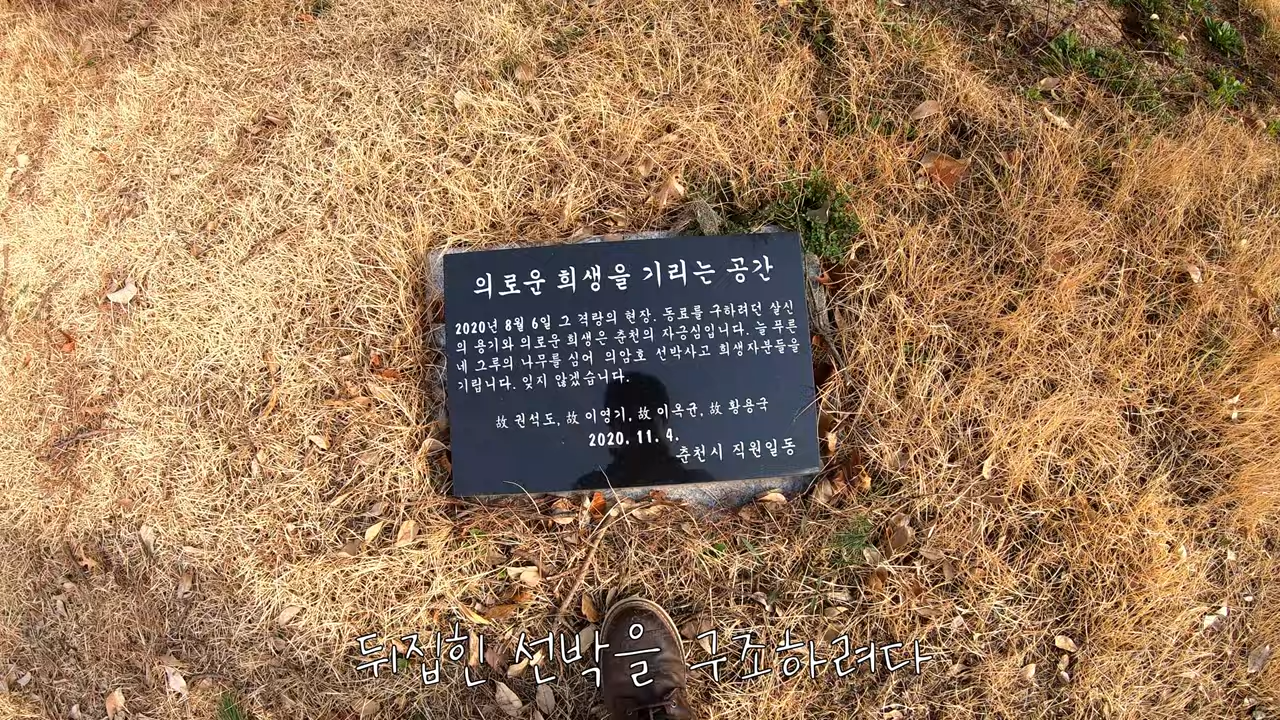 의로운 희생을 기리는 공간
2020년 8월 6일 그 격랑의 현장. 동료를 구하려던 살신
의 용기와 의로운 희생은 춘천의 자긍심입니다. 늘 푸른
네 그루의 나무를 심어 의암호 선박사고 희생자분들을
기립니다. 잊지 않겠습니다.
故 권석도, 故 이영기, 故 이옥균, 故 황용국
2020. 11. 4.
춘천시 직원일동
뒤집힌 선박을 구조하려다